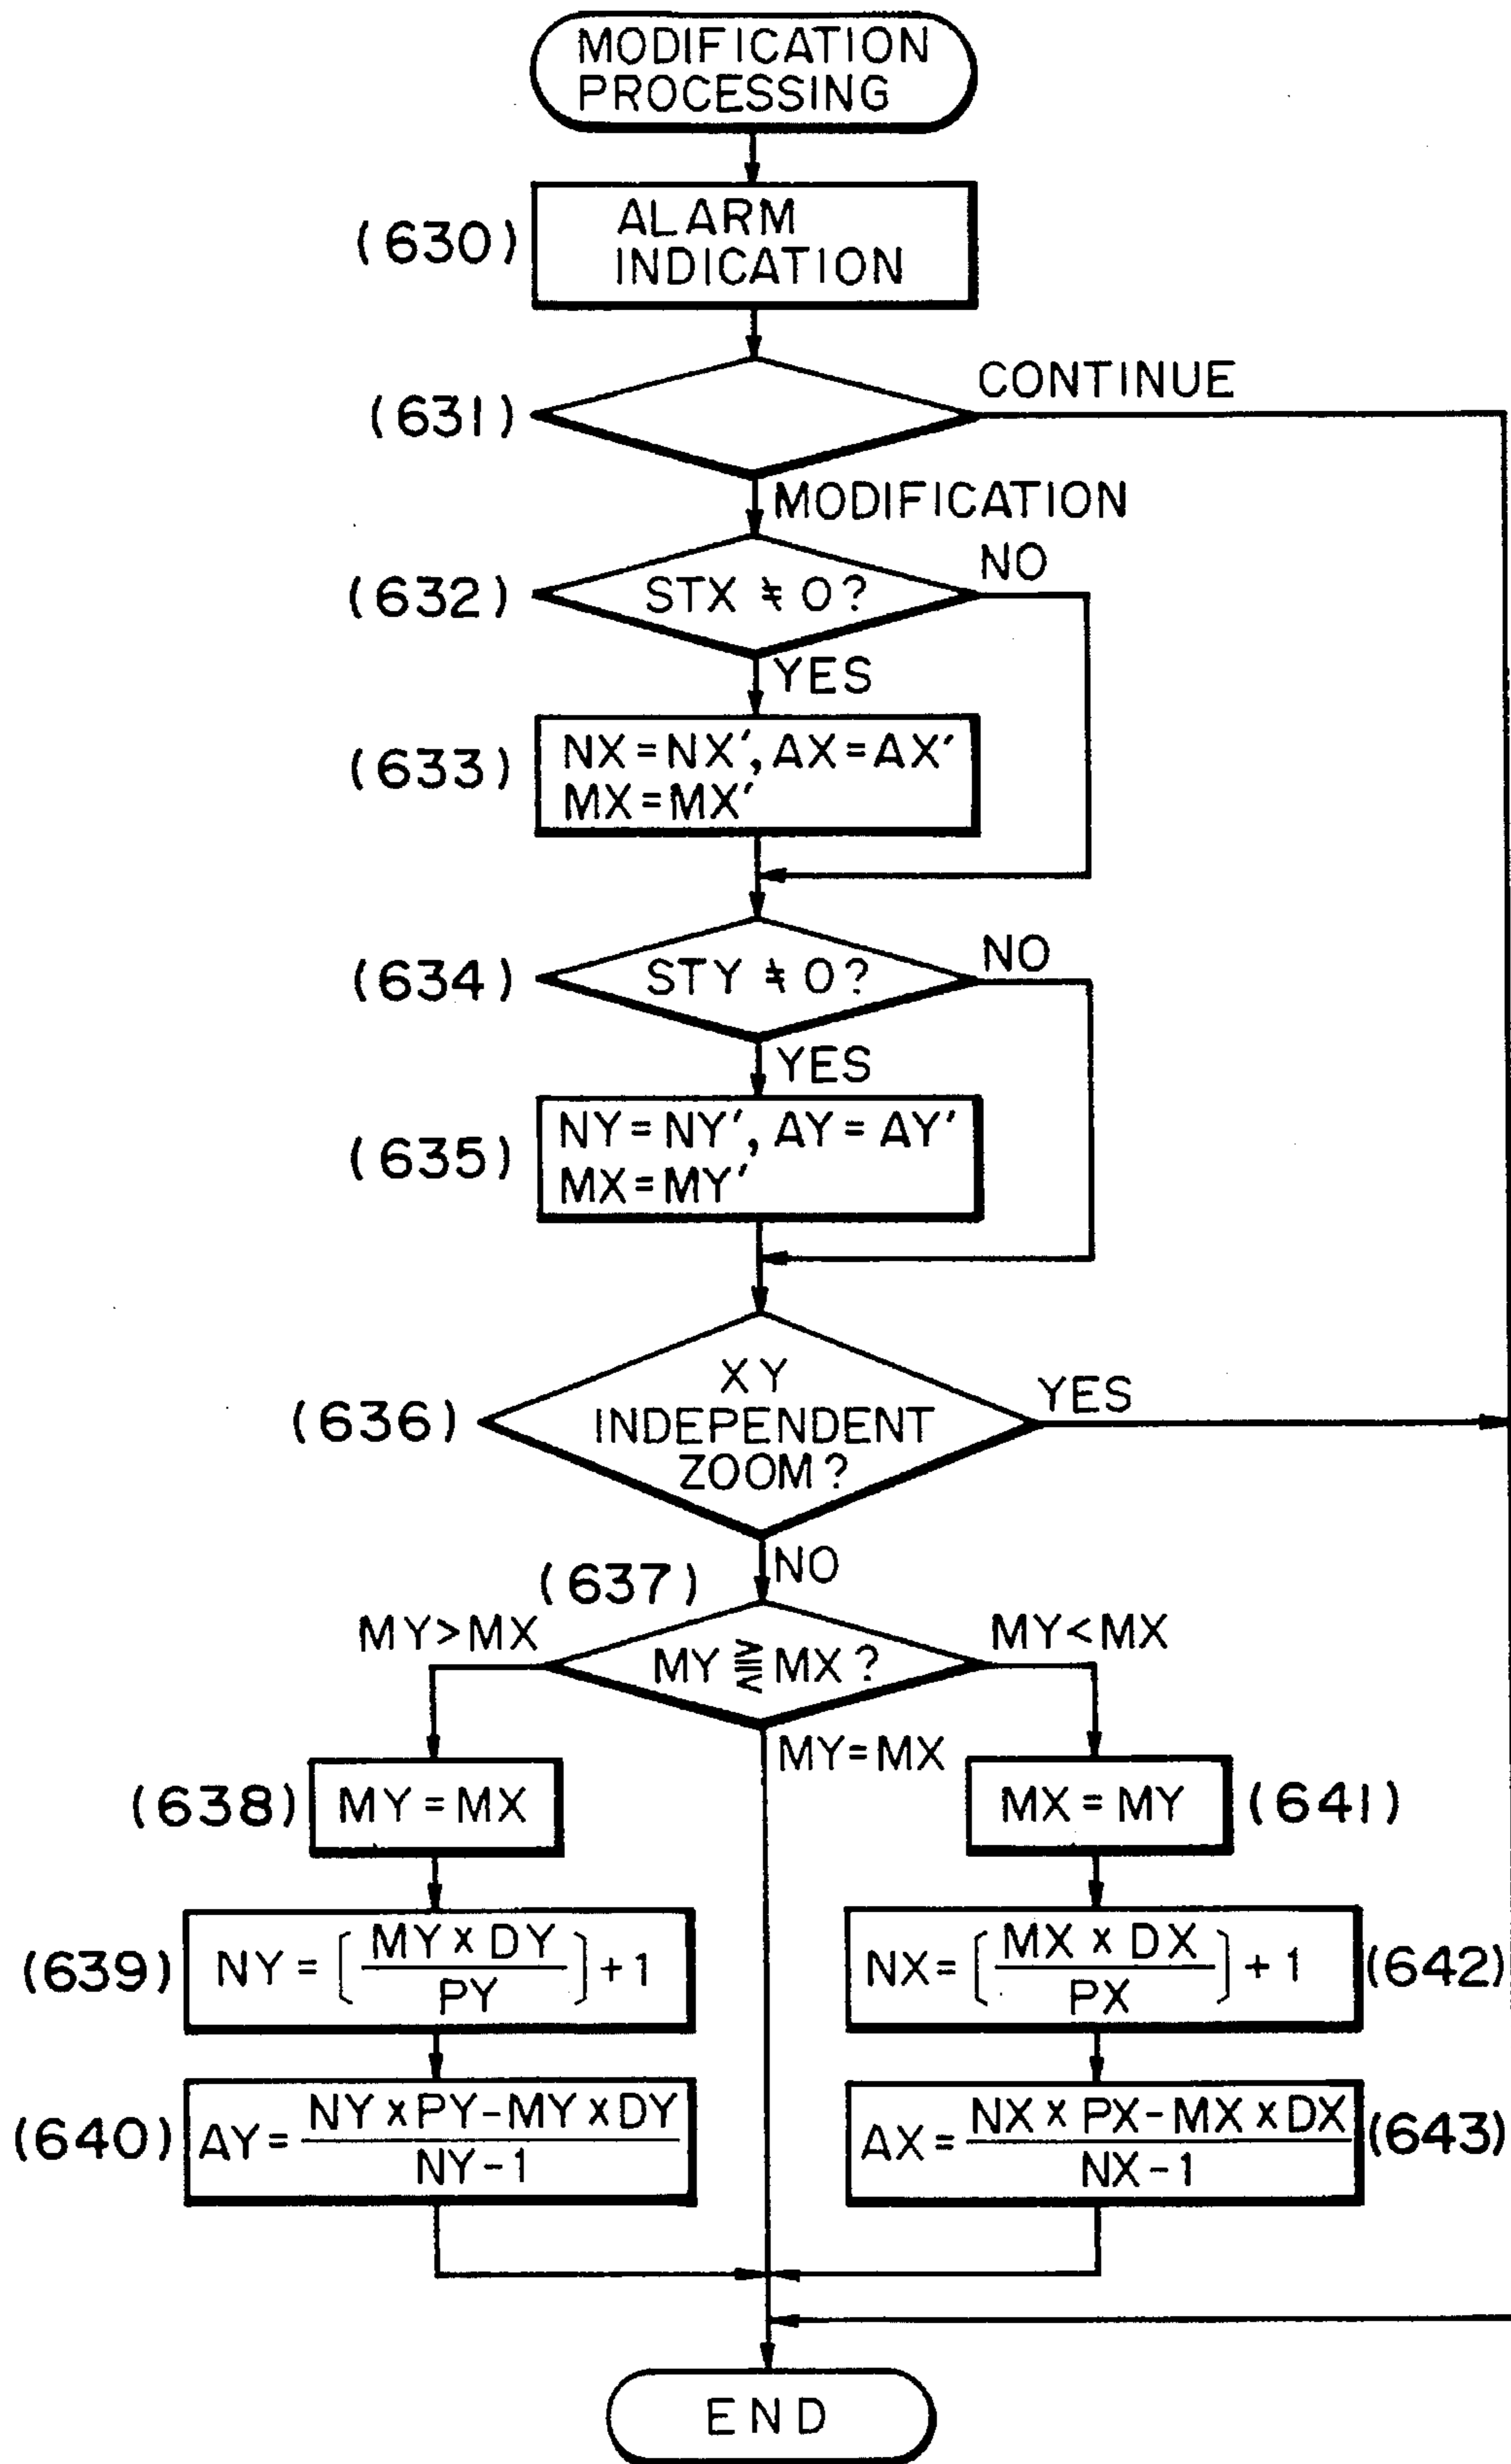 MODIFICATION
PROCESSING
(630)
ALARM
INDICATION
(631)
CONTINUE
MODIFICATION
(632)
STX ≠ 0?
NO
YES
(633)
NX=NX', AX=AX'
MX=MX'
(634)
STY ≠ 0?
NO
YES
(635)
NY=NY', AY=AY'
MX=MY'
(636)
XY
INDEPENDENT
ZOOM?
YES
NO
(637)
MY>MX
MY ⋛ MX?
MY<MX
MY=MX
(638)
MY=MX
MX=MY
(641)
(639)
NY=[MY×DY/PY]+1
NX=[MX×DX/PX]+1
(642)
(640)
AY=NY×PY-MY×DY/NY-1
AX=NX×PX-MX×DX/NX-1
(643)
END